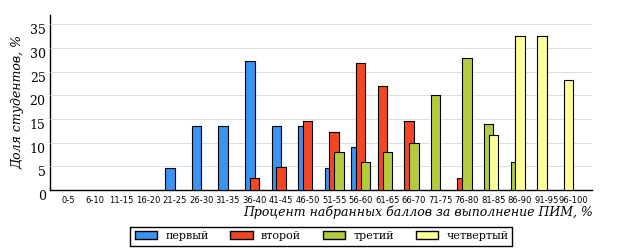 Доля студентов, %
35
30
25
20
15
10
5
0
0-5 6-10 11-15 16-20 21-25 26-30 31-35 36-40 41-45 46-50 51-55 56-60 61-65 66-70 71-75 76-80 81-85 86-90 91-95 96-100
Процент набранных баллов за выполнение ПИМ, %
первый второй третий четвертый